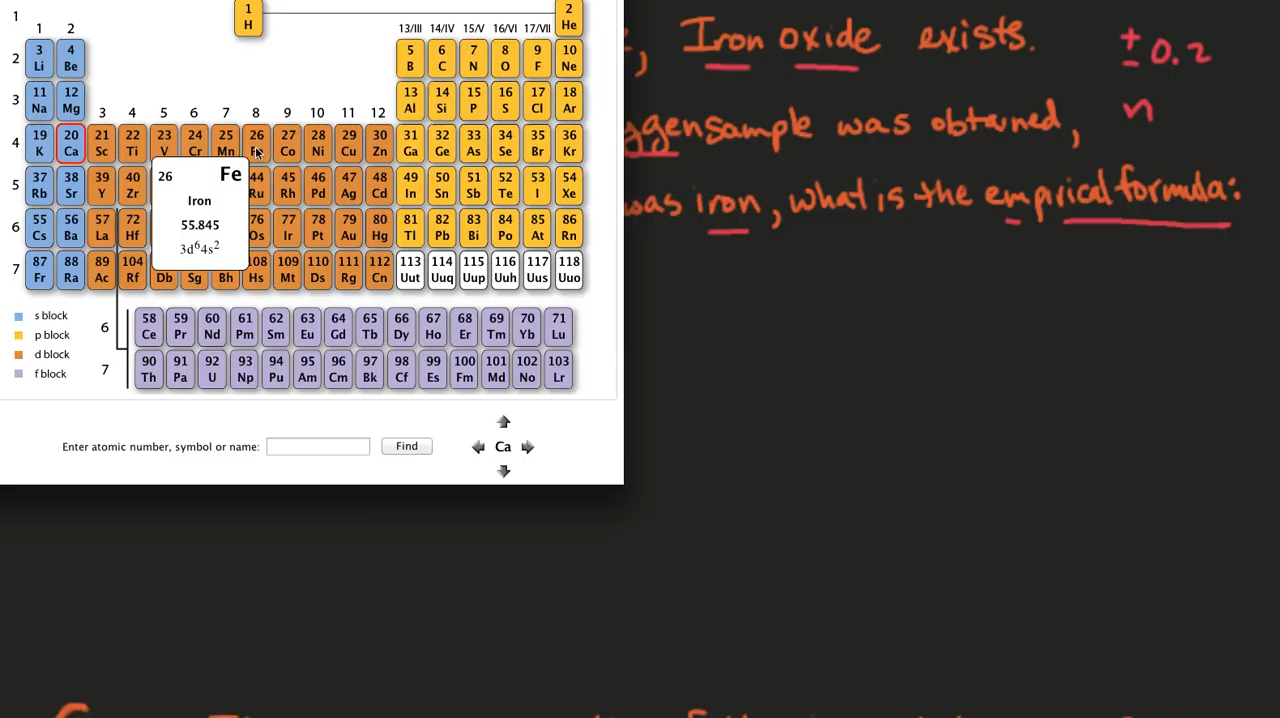 1 1 H 2 He
1 2 13/III 14/IV 15/V 16/VI 17/VII
2 3 Li 4 Be 5 B 6 C 7 N 8 O 9 F 10 Ne
3 11 Na 12 Mg 3 4 5 6 7 8 9 10 11 12 13 Al 14 Si 15 P 16 S 17 Cl 18 Ar
4 19 K 20 Ca 21 Sc 22 Ti 23 V 24 Cr 25 Mn 26 27 Co 28 Ni 29 Cu 30 Zn 31 Ga 32 Ge 33 As 34 Se 35 Br 36 Kr
5 37 Rb 38 Sr 39 Y 40 Zr 44 Ru 45 Rh 46 Pd 47 Ag 48 Cd 49 In 50 Sn 51 Sb 52 Te 53 I 54 Xe
6 55 Cs 56 Ba 57 La 72 Hf 76 Os 77 Ir 78 Pt 79 Au 80 Hg 81 Tl 82 Pb 83 Bi 84 Po 85 At 86 Rn
7 87 Fr 88 Ra 89 Ac 104 Rf Db Sg Bh 108 Hs 109 Mt 110 Ds 111 Rg 112 Cn 113 Uut 114 Uuq 115 Uup 116 Uuh 117 Uus 118 Uuo
26 Fe
Iron
55.845
3d⁶4s²
s block
p block
d block
f block
6 58 Ce 59 Pr 60 Nd 61 Pm 62 Sm 63 Eu 64 Gd 65 Tb 66 Dy 67 Ho 68 Er 69 Tm 70 Yb 71 Lu
7 90 Th 91 Pa 92 U 93 Np 94 Pu 95 Am 96 Cm 97 Bk 98 Cf 99 Es 100 Fm 101 Md 102 No 103 Lr
Enter atomic number, symbol or name: Find Ca
, Iron oxide exists.
ggensample was obtained,
was iron, what is the empirical formula:
± 0.2
n